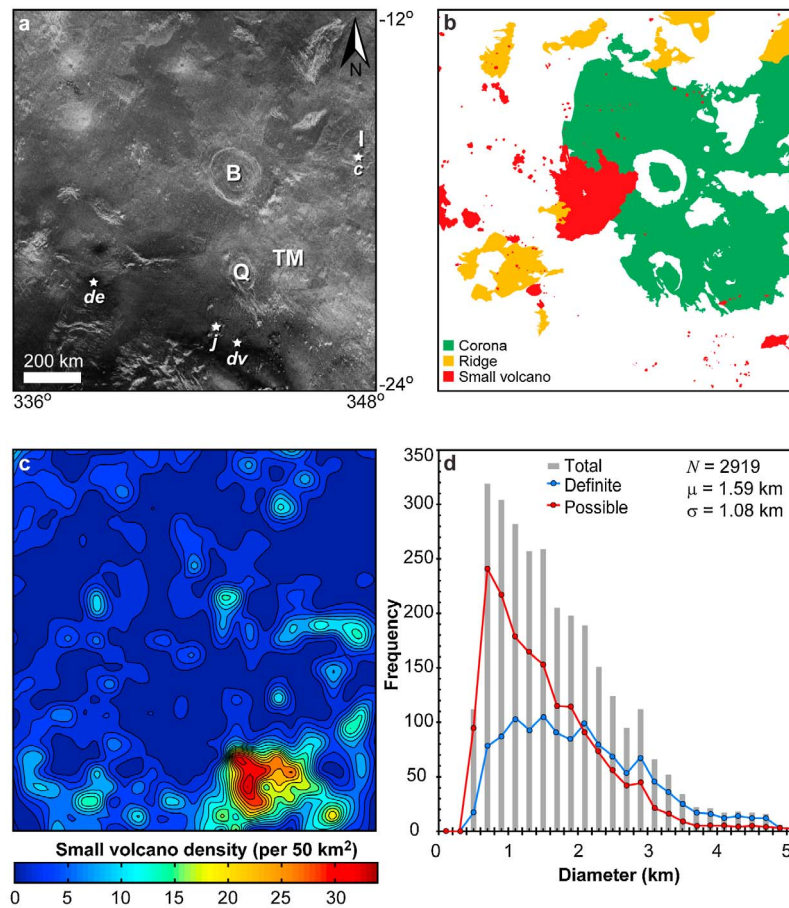 a
-12°
N
I
c
B
TM
Q
de
j
dv
200 km
-24°
336°
348°
b
Corona
Ridge
Small volcano
c
Small volcano density (per 50 km²)
0 5 10 15 20 25 30
d
350
300
250
200
150
100
50
0
Frequency
Total
Definite
Possible
N = 2919
μ = 1.59 km
σ = 1.08 km
0 1 2 3 4 5
Diameter (km)